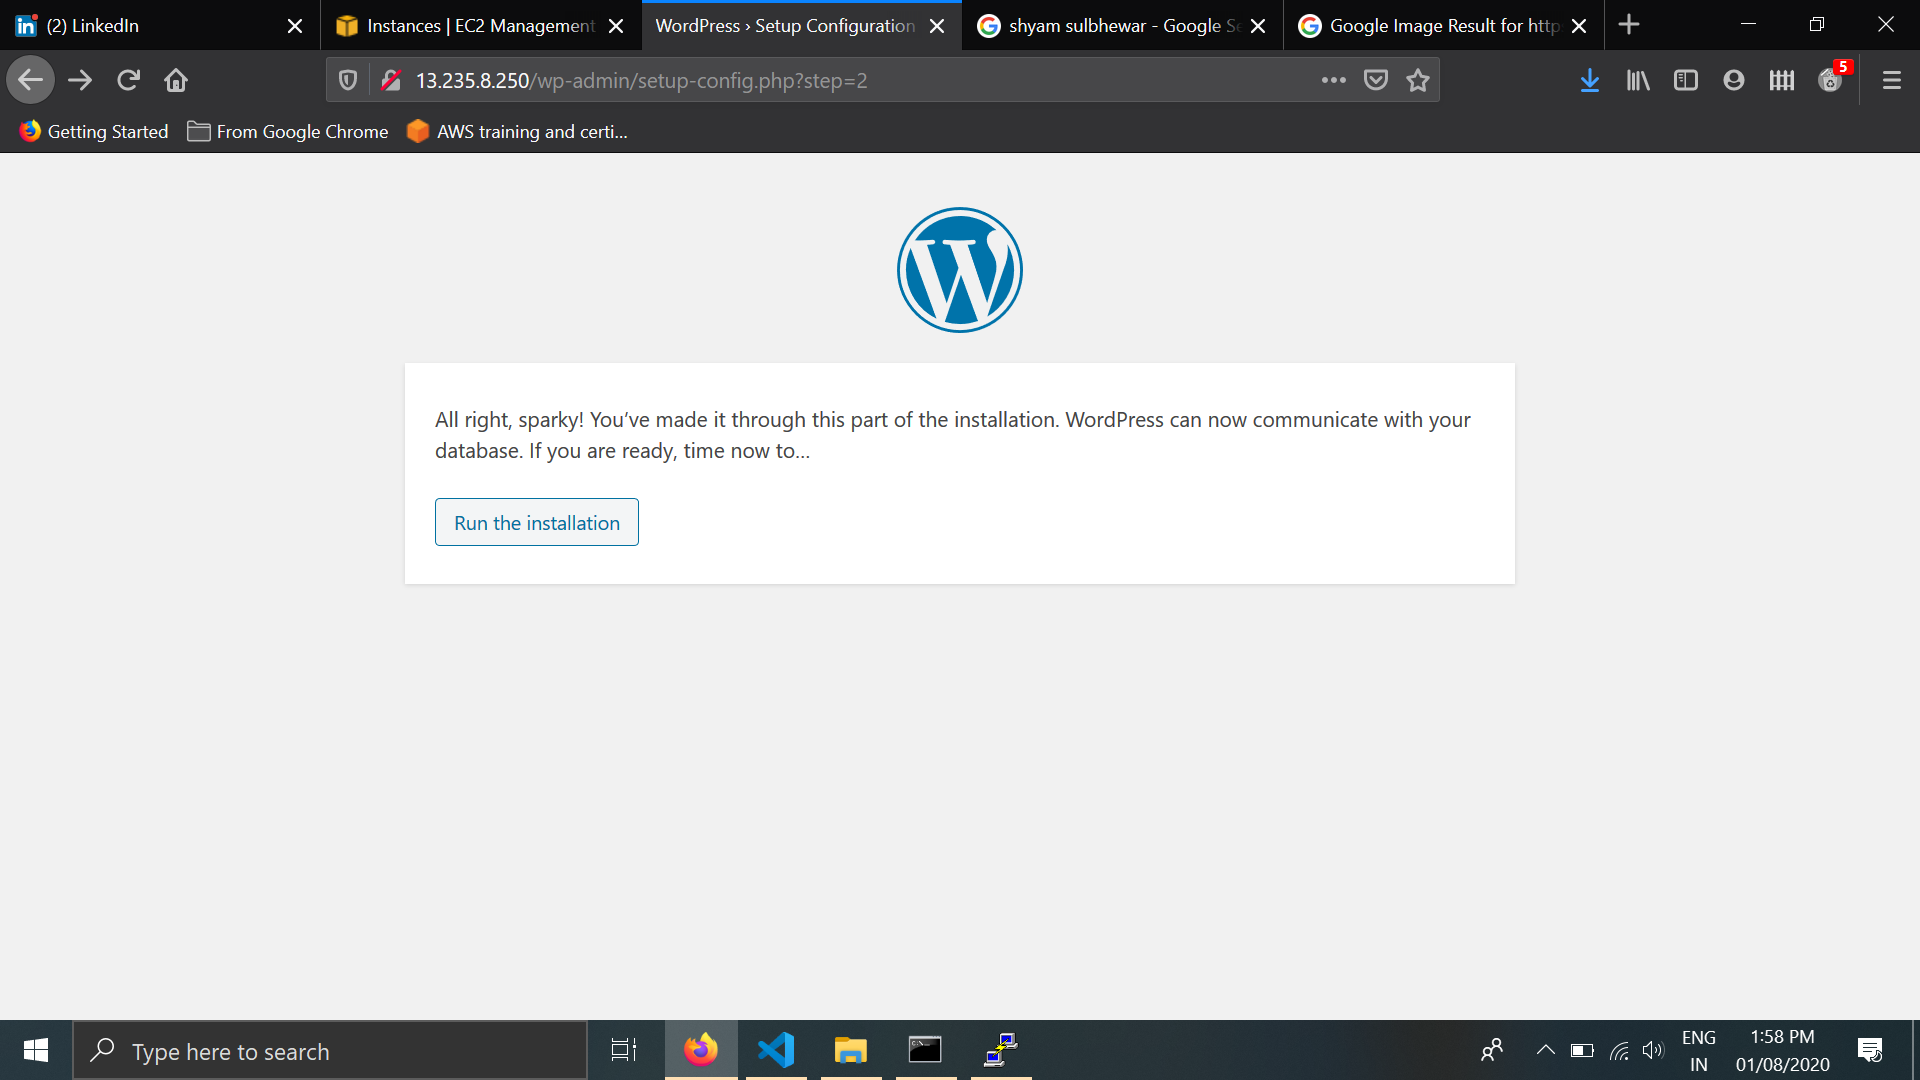 (2) LinkedIn
Instances | EC2 Management
WordPress › Setup Configuration
shyam sulbhewar - Google Se
Google Image Result for http
13.235.8.250/wp-admin/setup-config.php?step=2
5
Getting Started
From Google Chrome
AWS training and certi...
All right, sparky! You’ve made it through this part of the installation. WordPress can now communicate with your
database. If you are ready, time now to…
Run the installation
Type here to search
ENG
IN
1:58 PM
01/08/2020